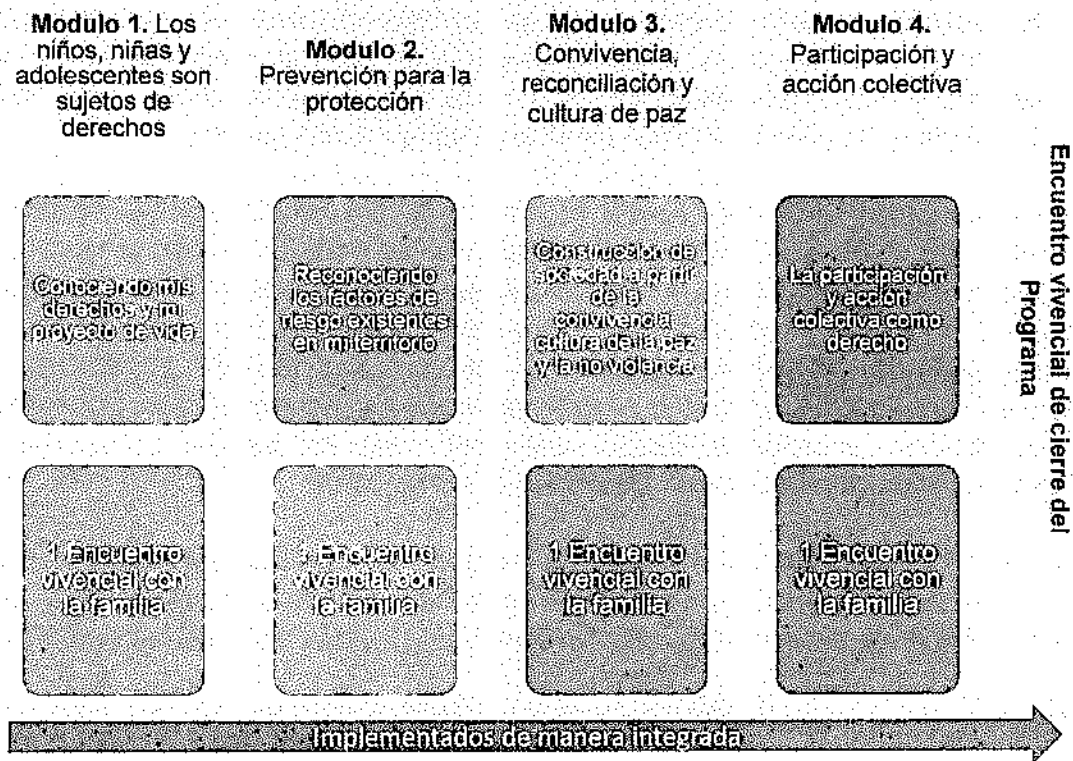 Modulo 1. Los
niños, niñas y
adolescentes son
sujetos de
derechos
Modulo 2.
Prevención para la
protección
Modulo 3.
Convivencia,
reconciliación y
cultura de paz
Modulo 4.
Participación y
acción colectiva
Conociendo mis
derechos y mi
proyecto de vida
Reconociendo
los factores de
riesgo existentes
en mi territorio
Construcción de
sociedad a partir
de la
convivencia
cultura de la paz
y la no violencia
La participación
y acción
colectiva como
derecho
1 Encuentro
vivencial con
la familia
1 Encuentro
vivencial con
la familia
1 Encuentro
vivencial con
la familia
1 Encuentro
vivencial con
la familia
Encuentro vivencial de cierre del
Programa
Implementados de manera integrada